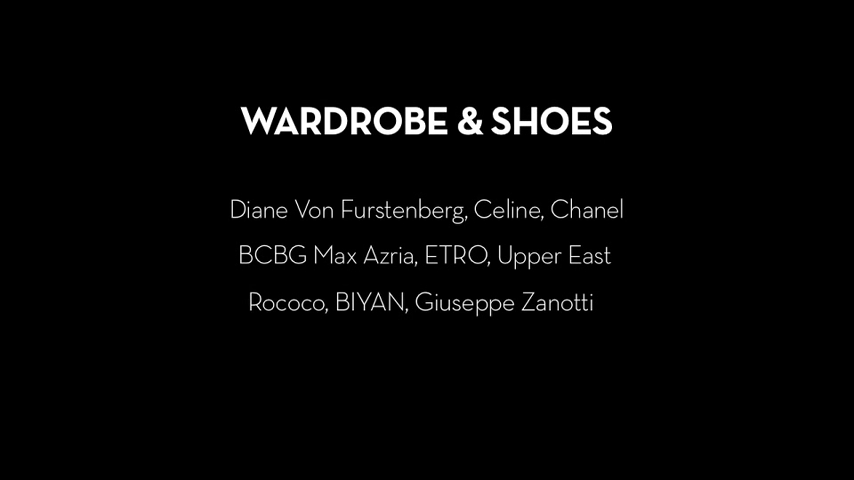 WARDROBE & SHOES
Diane Von Furstenberg, Celine, Chanel
BCBG Max Azria, ETRO, Upper East
Rococo, BIYAN, Giuseppe Zanotti